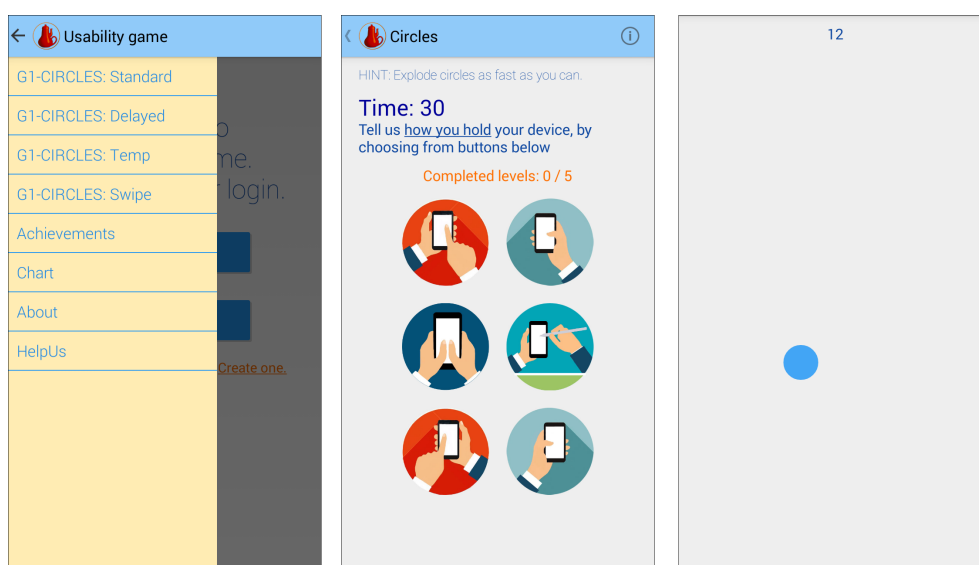 Usability game
G1-CIRCLES: Standard
G1-CIRCLES: Delayed
G1-CIRCLES: Temp
G1-CIRCLES: Swipe
Achievements
Chart
About
HelpUs
me.
login.
Create one.
Circles
HINT: Explode circles as fast as you can.
Time: 30
Tell us how you hold your device, by
choosing from buttons below
Completed levels: 0 / 5
12